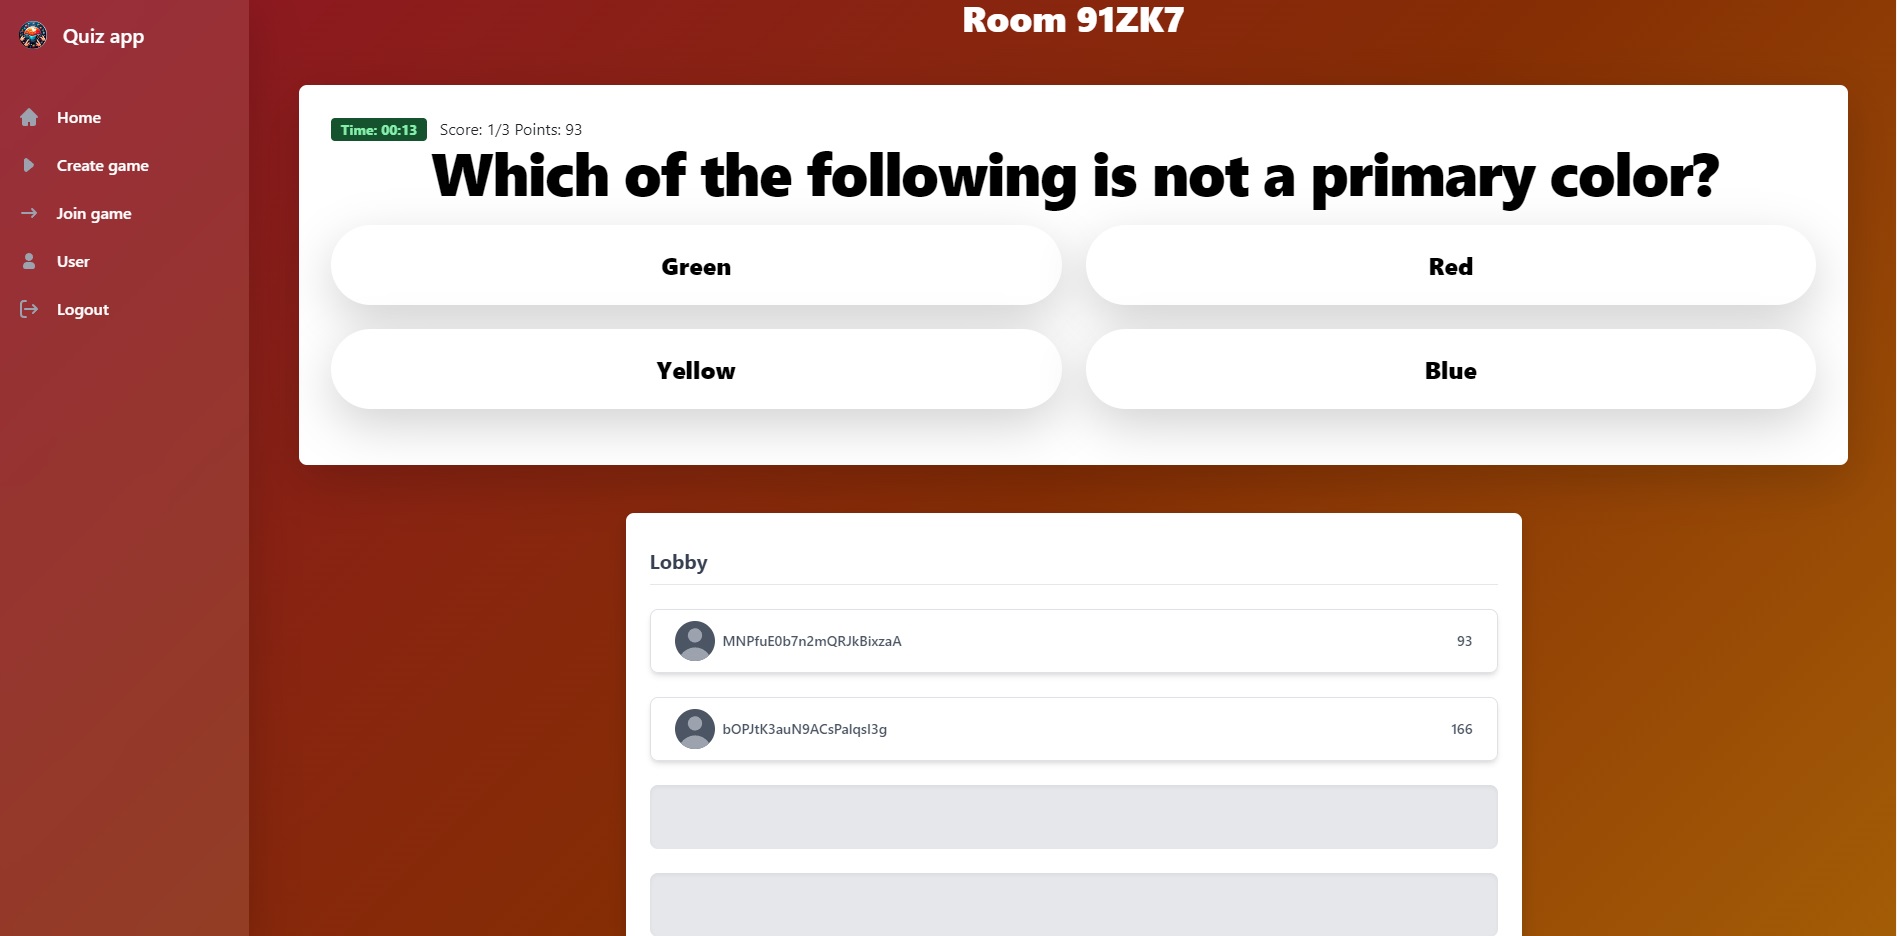 Quiz app
Home
Create game
Join game
User
Logout
Room 91ZK7
Time: 00:13 Score: 1/3 Points: 93
Which of the following is not a primary color?
Green Red
Yellow Blue
Lobby
MNPfuE0b7n2mQRJkBixzaA 93
bOPJtK3auN9ACsPalqsl3g 166